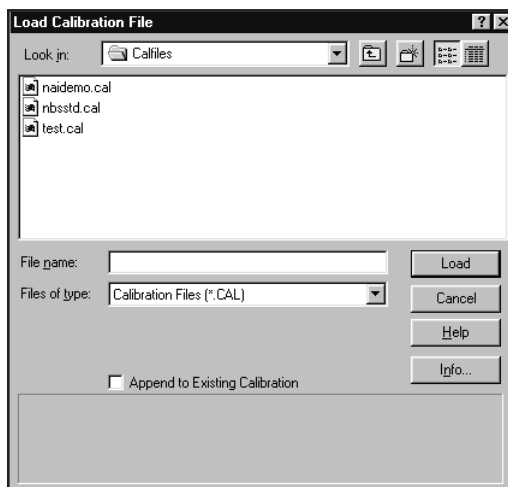 Load Calibration File
Look in: Calfiles
naidemo.cal
nbsstd.cal
test.cal
File name: Load
Files of type: Calibration Files (*.CAL) Cancel
Help
Info...
Append to Existing Calibration